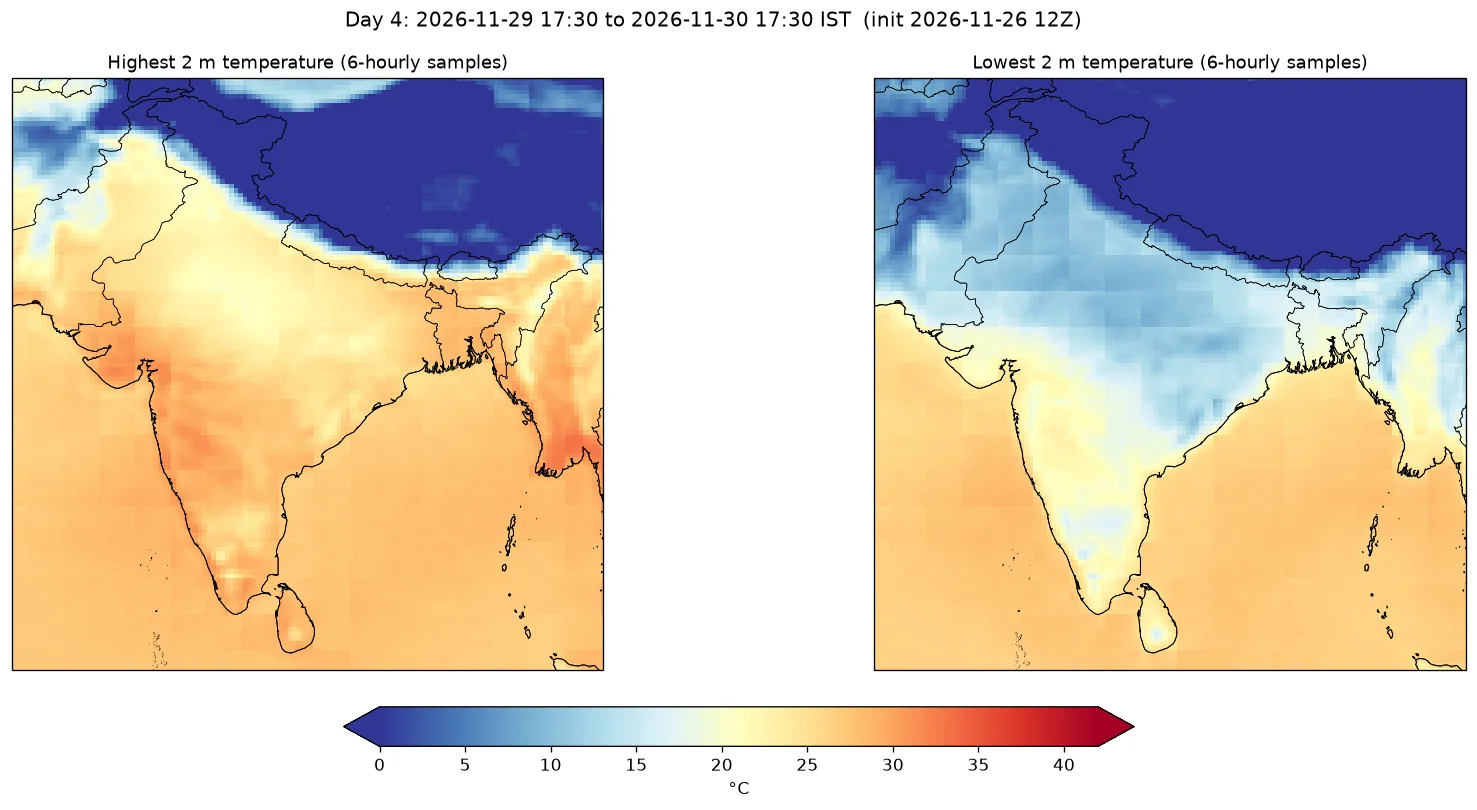 Day 4: 2026-11-29 17:30 to 2026-11-30 17:30 IST  (init 2026-11-26 12Z)
Highest 2 m temperature (6-hourly samples)
Lowest 2 m temperature (6-hourly samples)
0 5 10 15 20 25 30 35 40
°C